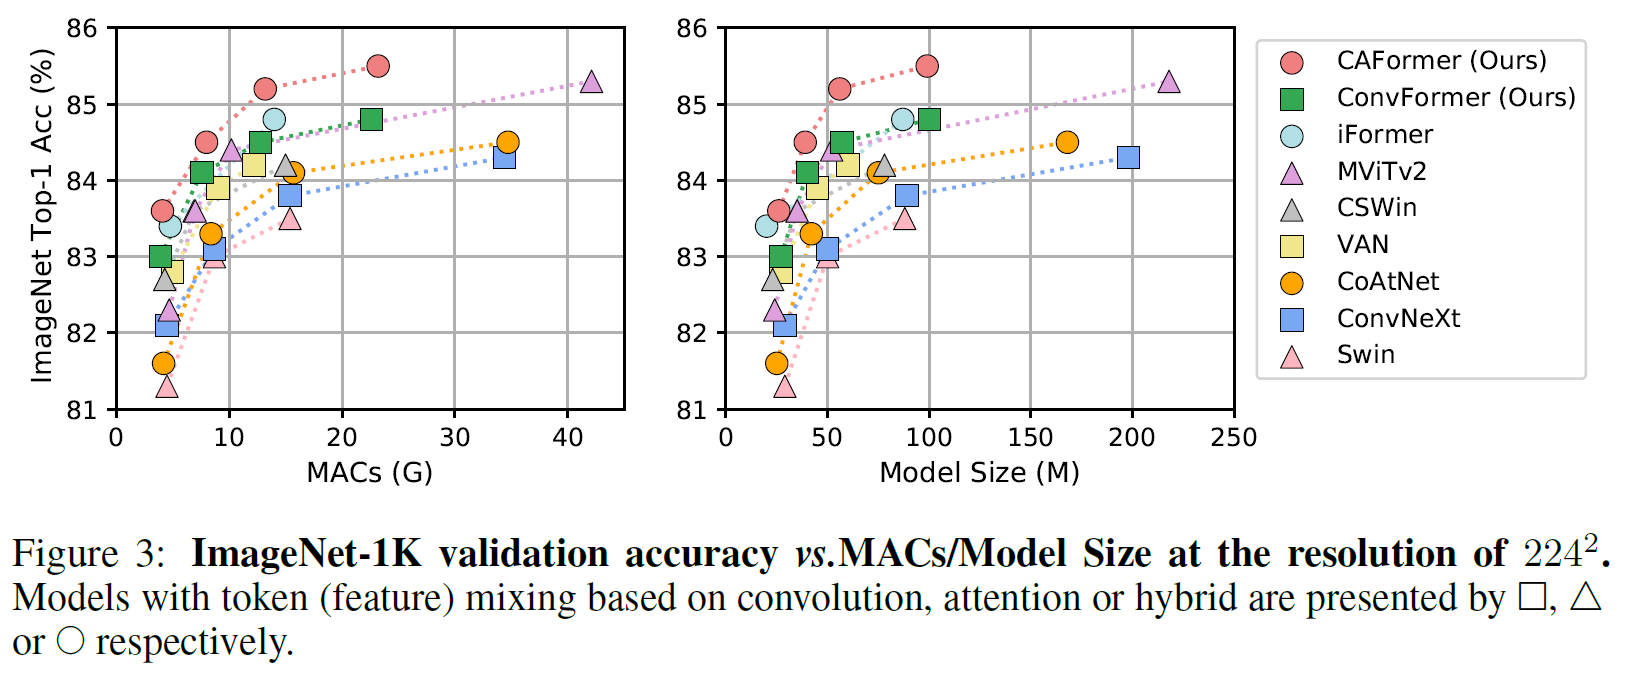 86
85
84
83
82
81
ImageNet Top-1 Acc (%)
0 10 20 30 40
MACs (G)
86
85
84
83
82
81
0 50 100 150 200 250
Model Size (M)
CAFormer (Ours)
ConvFormer (Ours)
iFormer
MViTv2
CSWin
VAN
CoAtNet
ConvNeXt
Swin
Figure 3: ImageNet-1K validation accuracy vs.MACs/Model Size at the resolution of 224².
Models with token (feature) mixing based on convolution, attention or hybrid are presented by □, △
or ○ respectively.